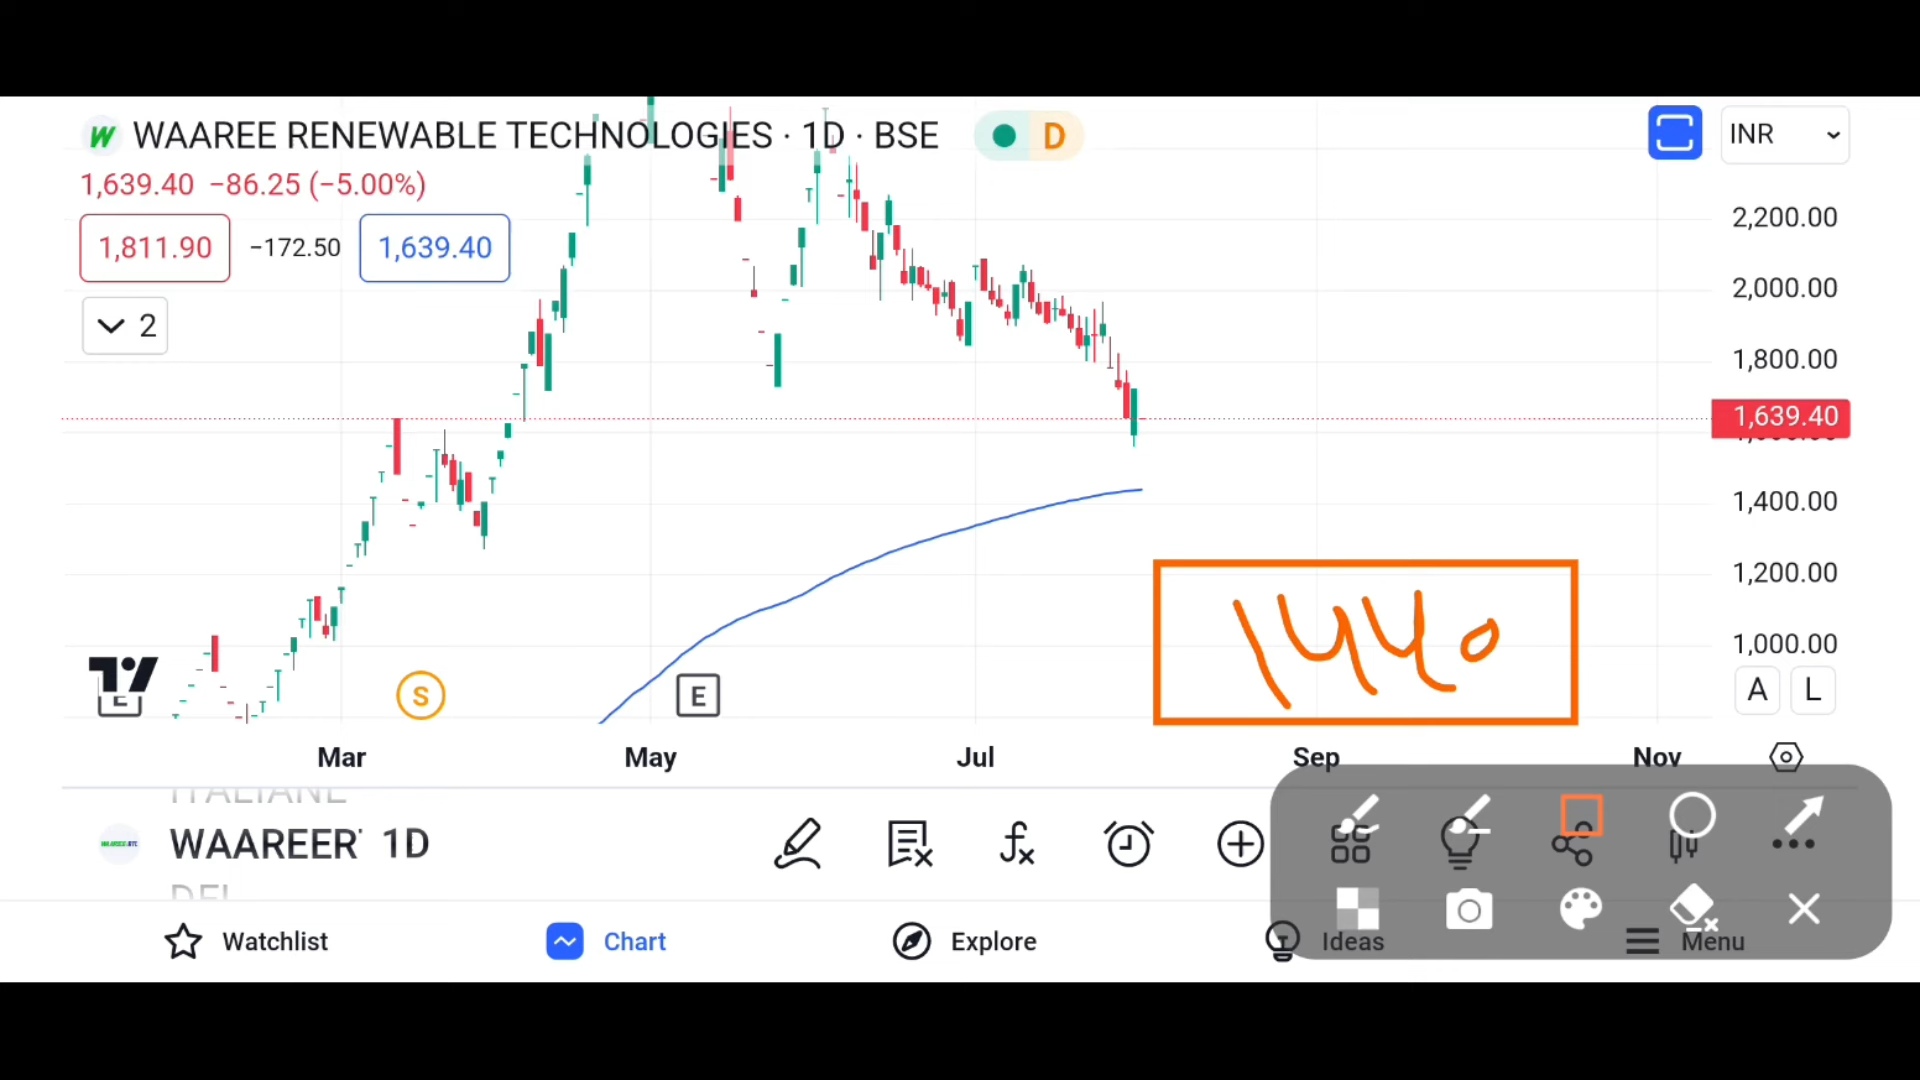 WAAREE RENEWABLE TECHNOLOGIES · 1D · BSE
D
INR
1,639.40 −86.25 (−5.00%)
1,811.90 −172.50 1,639.40
2
2,200.00
2,000.00
1,800.00
1,639.40
1,400.00
1,200.00
1,000.00
1440
S
E
E
A L
Mar May Jul Sep Nov
ITALIANE
WAAREER 1D
DEL
Watchlist Chart Explore Ideas Menu